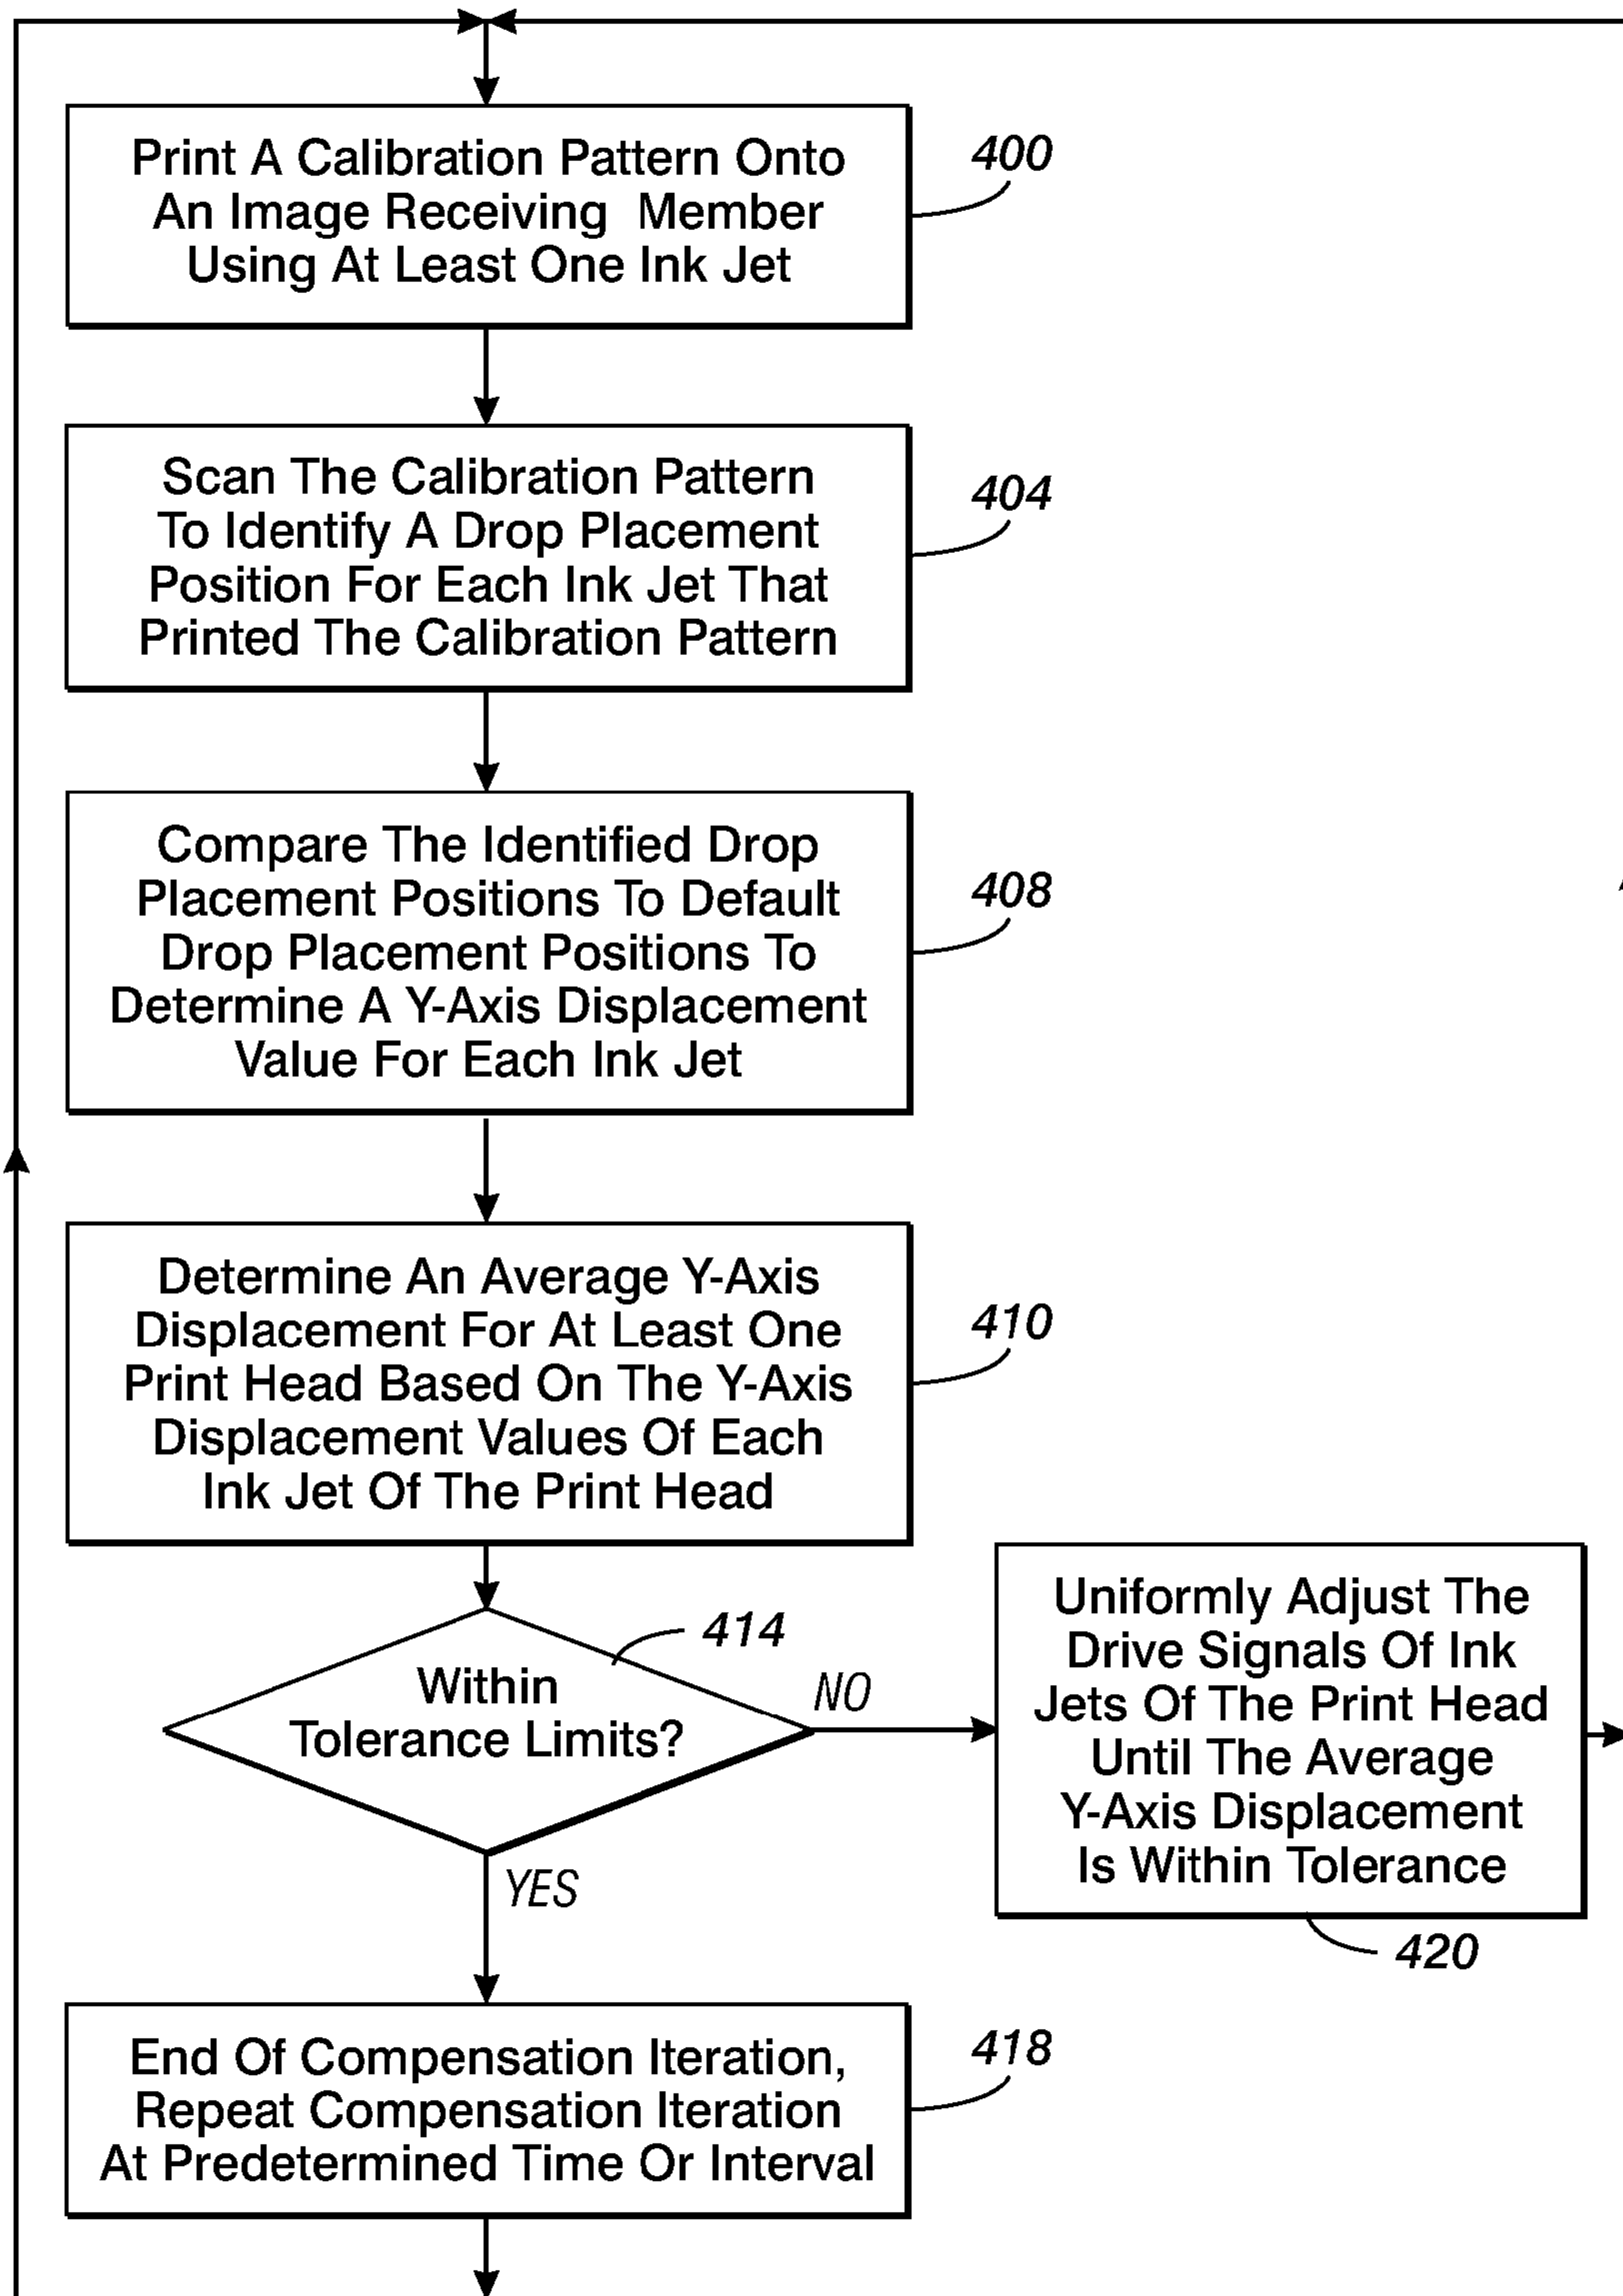 Print A Calibration Pattern Onto
An Image Receiving Member
Using At Least One Ink Jet
400
Scan The Calibration Pattern
To Identify A Drop Placement
Position For Each Ink Jet That
Printed The Calibration Pattern
404
Compare The Identified Drop
Placement Positions To Default
Drop Placement Positions To
Determine A Y-Axis Displacement
Value For Each Ink Jet
408
Determine An Average Y-Axis
Displacement For At Least One
Print Head Based On The Y-Axis
Displacement Values Of Each
Ink Jet Of The Print Head
410
Within
Tolerance Limits?
414
NO
Uniformly Adjust The
Drive Signals Of Ink
Jets Of The Print Head
Until The Average
Y-Axis Displacement
Is Within Tolerance
420
YES
End Of Compensation Iteration,
Repeat Compensation Iteration
At Predetermined Time Or Interval
418